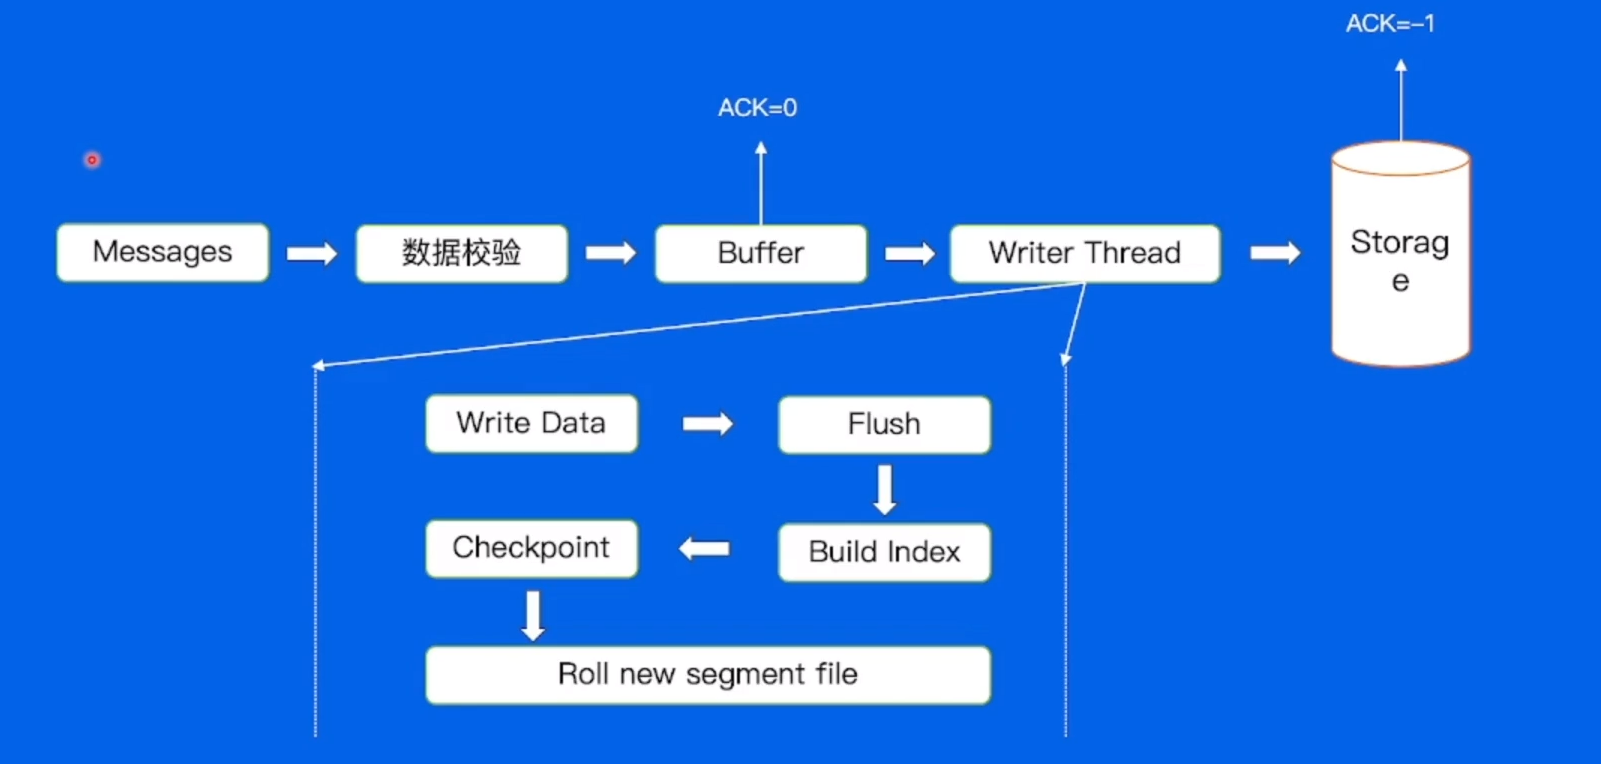 ACK=-1
ACK=0
Messages
数据校验
Buffer
Writer Thread
Storag
e
Write Data
Flush
Checkpoint
Build Index
Roll new segment file